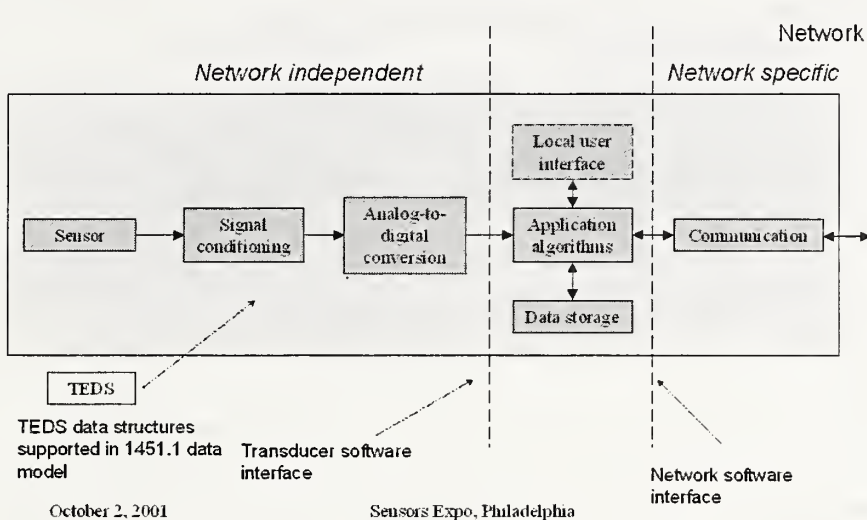 Network
Network independent
Network specific
Local user
interface
Sensor
Signal
conditioning
Analog-to-
digital
conversion
Application
algorithms
Communication
Data storage
TEDS
TEDS data structures
supported in 1451.1 data
model
Transducer software
interface
Network software
interface
October 2, 2001
Sensors Expo, Philadelphia